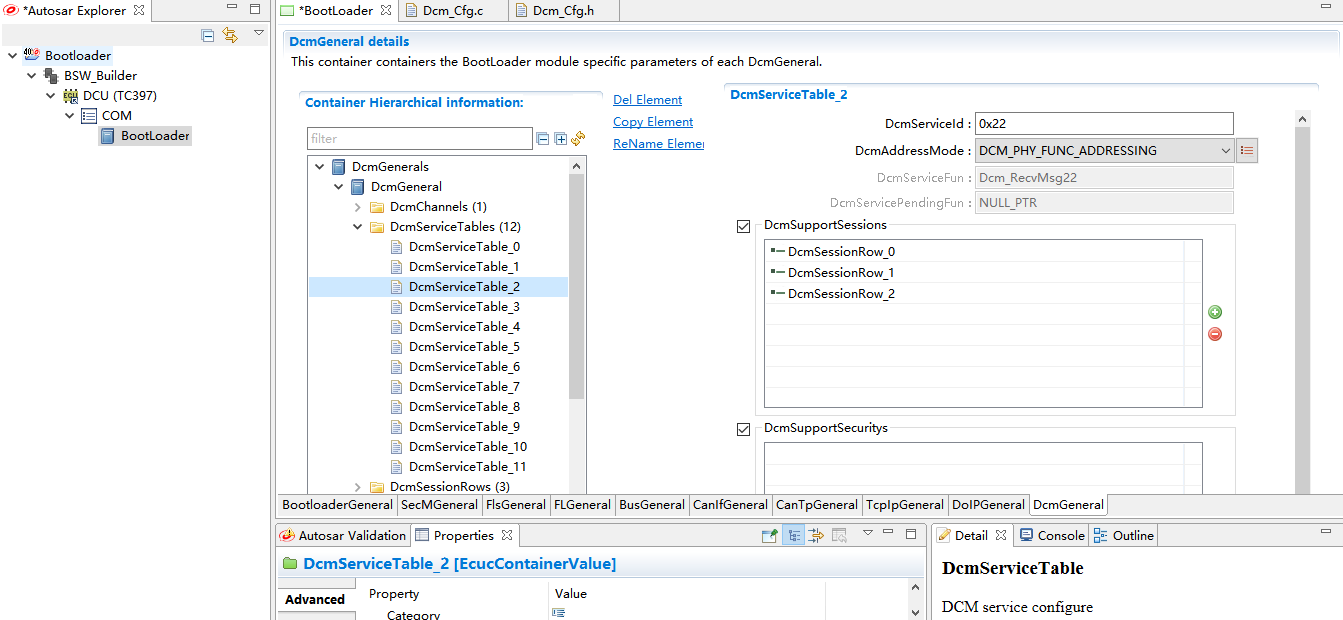 *Autosar Explorer
Bootloader
BSW_Builder
DCU (TC397)
COM
BootLoader
*BootLoader
Dcm_Cfg.c
Dcm_Cfg.h
DcmGeneral details
This container containers the BootLoader module specific parameters of each DcmGeneral.
Container Hierarchical information:
filter
DcmGenerals
DcmGeneral
DcmChannels (1)
DcmServiceTables (12)
DcmServiceTable_0
DcmServiceTable_1
DcmServiceTable_2
DcmServiceTable_3
DcmServiceTable_4
DcmServiceTable_5
DcmServiceTable_6
DcmServiceTable_7
DcmServiceTable_8
DcmServiceTable_9
DcmServiceTable_10
DcmServiceTable_11
DcmSessionRows (3)
Del Element
Copy Element
ReName Elemer
DcmServiceTable_2
DcmServiceId : 0x22
DcmAddressMode : DCM_PHY_FUNC_ADDRESSING
DcmServiceFun : Dcm_RecvMsg22
DcmServicePendingFun : NULL_PTR
DcmSupportSessions
DcmSessionRow_0
DcmSessionRow_1
DcmSessionRow_2
DcmSupportSecuritys
BootloaderGeneral SecMGeneral FlsGeneral FLGeneral BusGeneral CanIfGeneral CanTpGeneral TcpIpGeneral DoIPGeneral DcmGeneral
Autosar Validation Properties
DcmServiceTable_2 [EcucContainerValue]
Advanced
Property Value
Category
Detail Console Outline
DcmServiceTable
DCM service configure